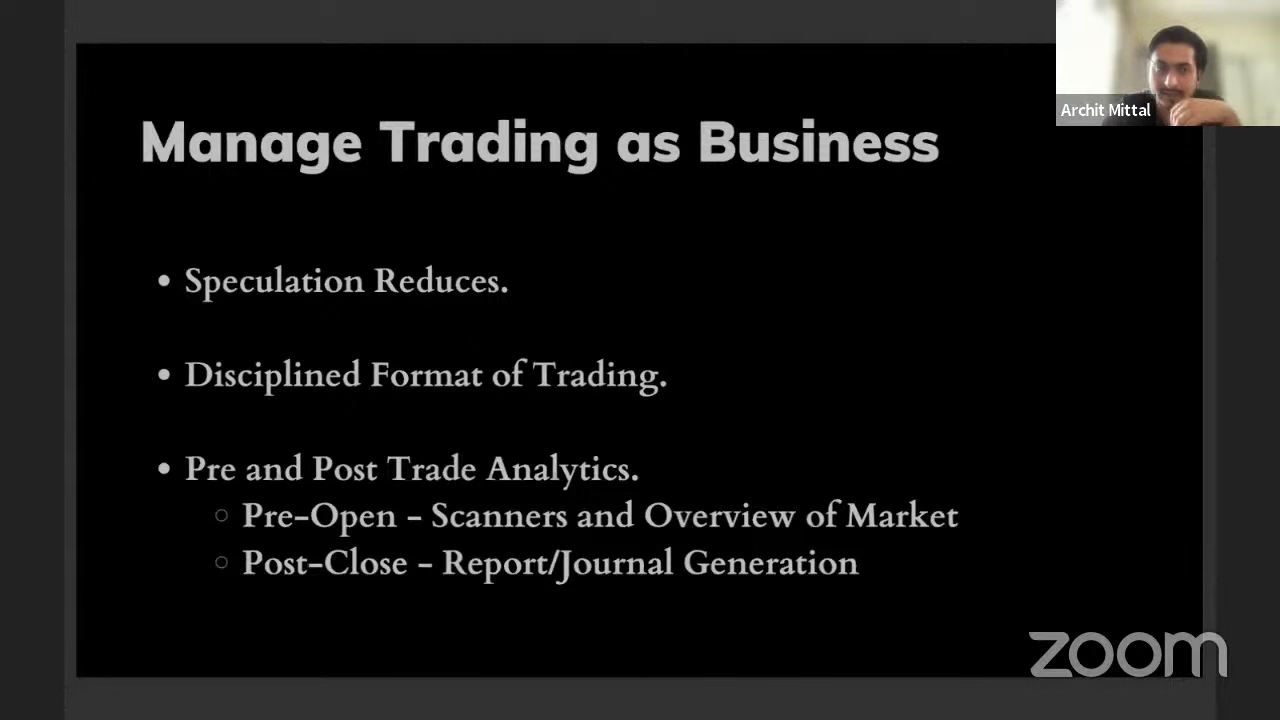 Archit Mittal
Manage Trading as Business
• Speculation Reduces.
• Disciplined Format of Trading.
• Pre and Post Trade Analytics.
○ Pre-Open - Scanners and Overview of Market
○ Post-Close - Report/Journal Generation
zoom